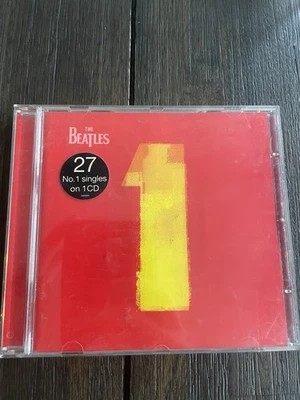 THE
BEATLES
27
No.1 singles
on 1CD
1